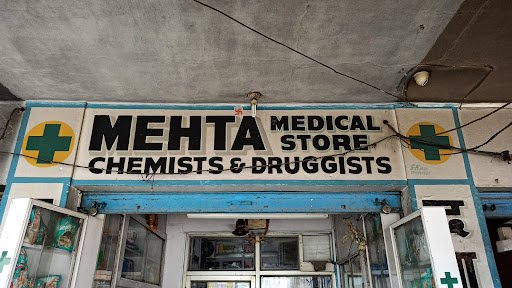 MEHTA MEDICAL STORE
CHEMISTS & DRUGGISTS